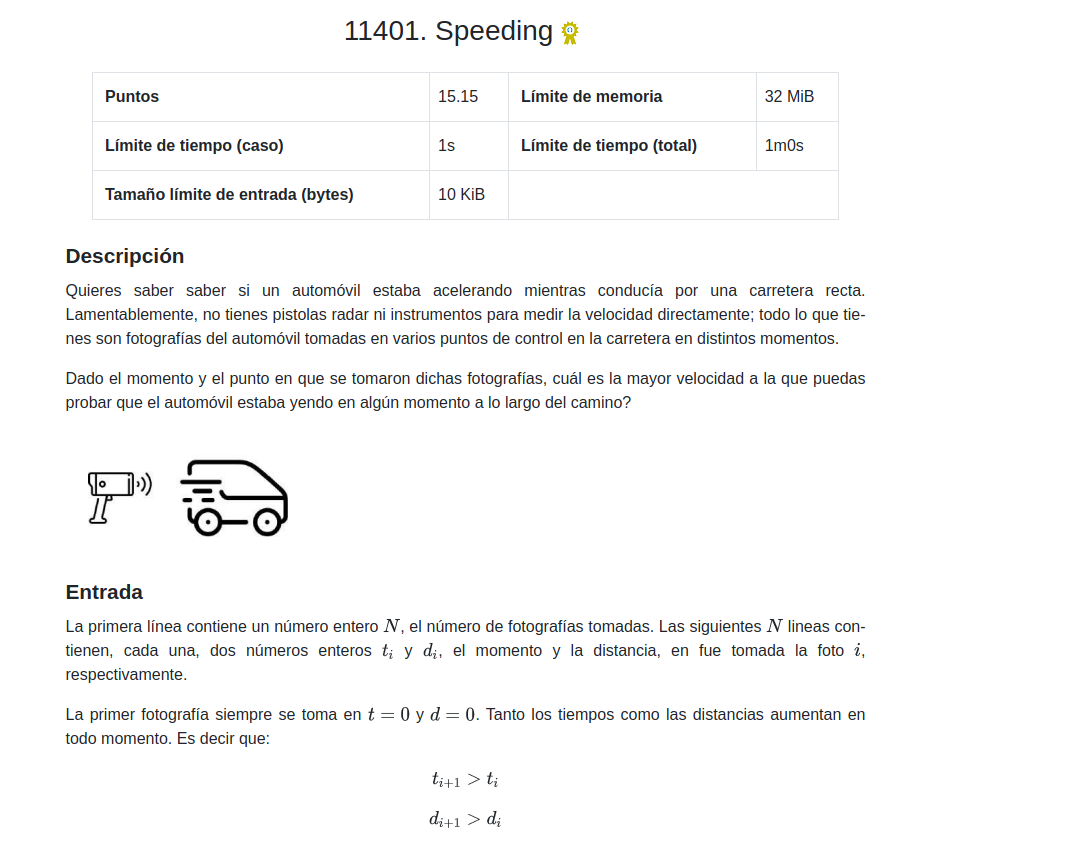 11401. Speeding
Puntos 15.15 Límite de memoria 32 MiB
Límite de tiempo (caso) 1s Límite de tiempo (total) 1m0s
Tamaño límite de entrada (bytes) 10 KiB
Descripción
Quieres saber saber si un automóvil estaba acelerando mientras conducía por una carretera recta.
Lamentablemente, no tienes pistolas radar ni instrumentos para medir la velocidad directamente; todo lo que tie-
nes son fotografías del automóvil tomadas en varios puntos de control en la carretera en distintos momentos.
Dado el momento y el punto en que se tomaron dichas fotografías, cuál es la mayor velocidad a la que puedas
probar que el automóvil estaba yendo en algún momento a lo largo del camino?
Entrada
La primera línea contiene un número entero N, el número de fotografías tomadas. Las siguientes N lineas con-
tienen, cada una, dos números enteros t_i y d_i, el momento y la distancia, en fue tomada la foto i,
respectivamente.
La primer fotografía siempre se toma en t = 0 y d = 0. Tanto los tiempos como las distancias aumentan en
todo momento. Es decir que:
t_{i+1} > t_i
d_{i+1} > d_i